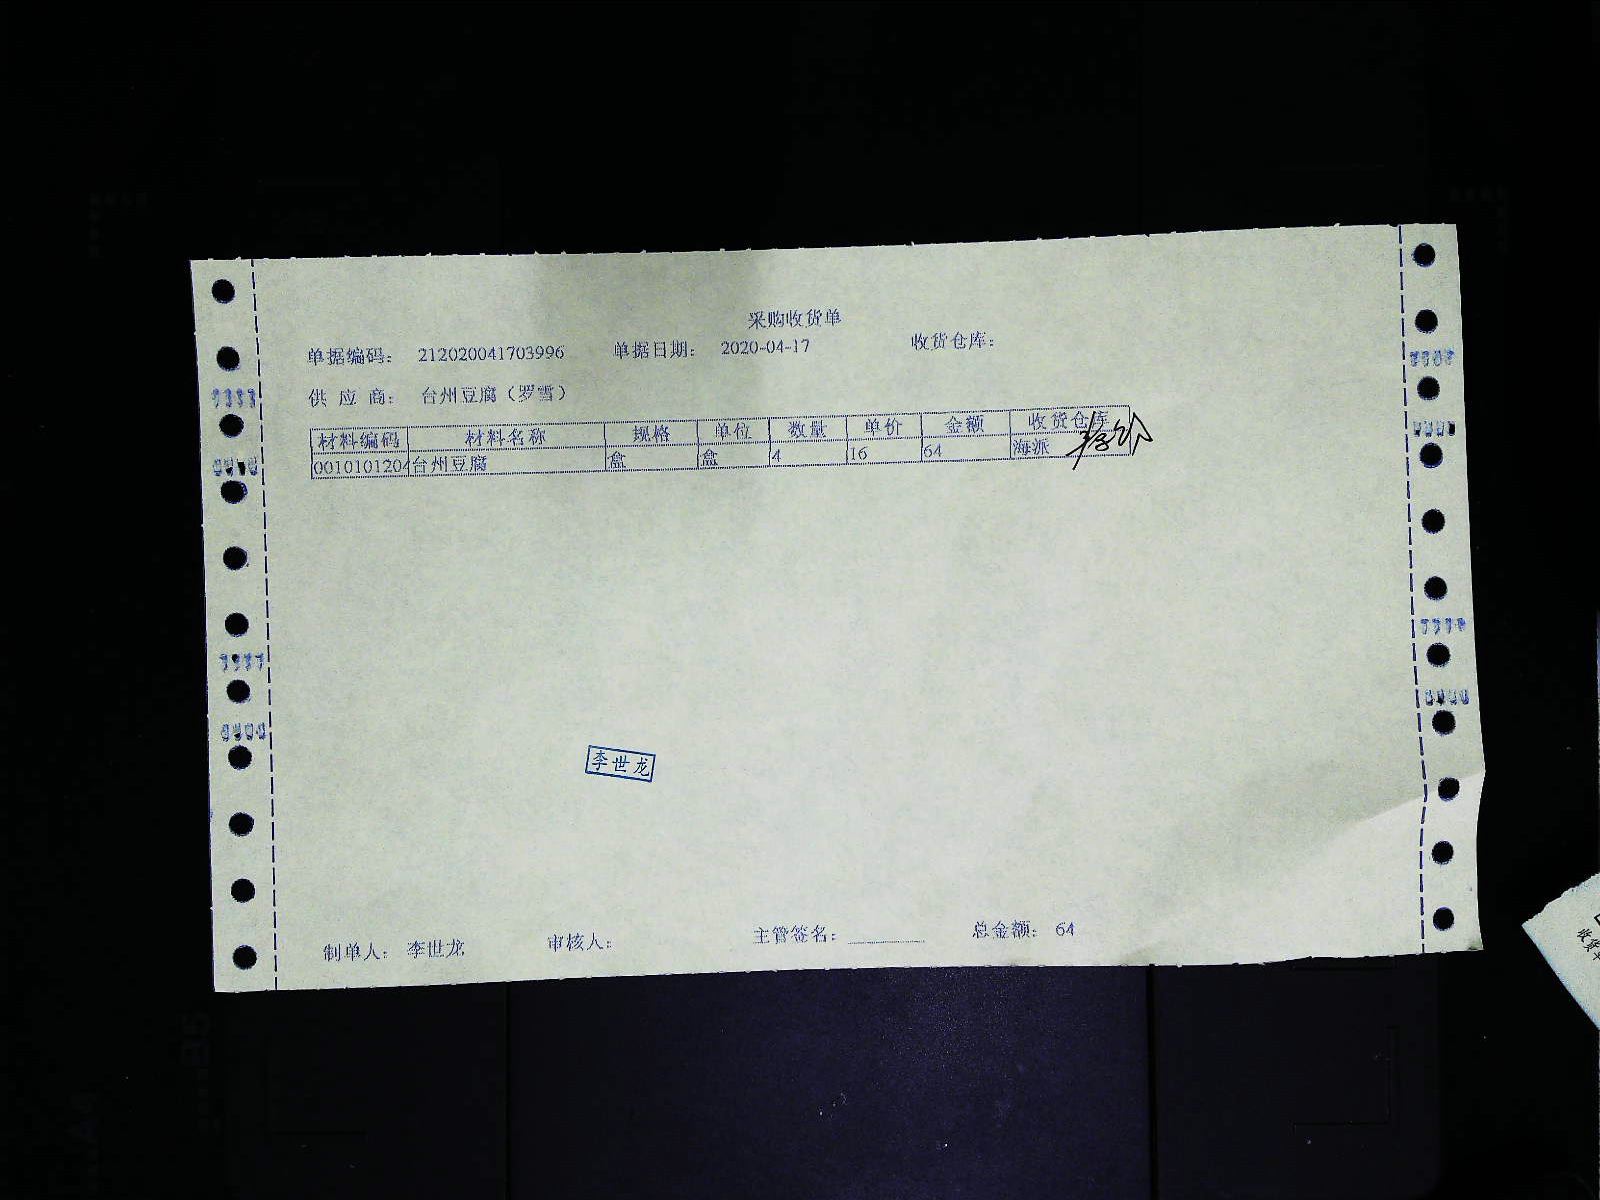 采购收货单
单据编码: 212020041703996 单据日期: 2020-04-17 收货仓库:
供 应 商: 台州豆腐（罗雪）
材料编码 材料名称 规格 单位 数量 单价 金额 收货仓库
0010101204 台州豆腐 盒 盒 4 16 64 海派
李世龙
制单人: 李世龙 审核人: 主管签名: 总金额: 64